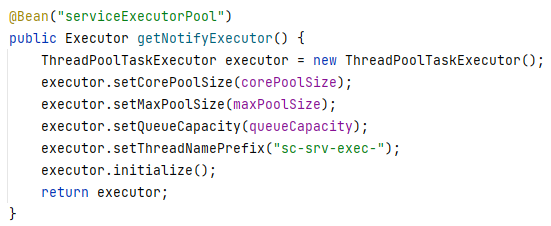 @Bean("serviceExecutorPool")
public Executor getNotifyExecutor() {
    ThreadPoolTaskExecutor executor = new ThreadPoolTaskExecutor();
    executor.setCorePoolSize(corePoolSize);
    executor.setMaxPoolSize(maxPoolSize);
    executor.setQueueCapacity(queueCapacity);
    executor.setThreadNamePrefix("sc-srv-exec-");
    executor.initialize();
    return executor;
}